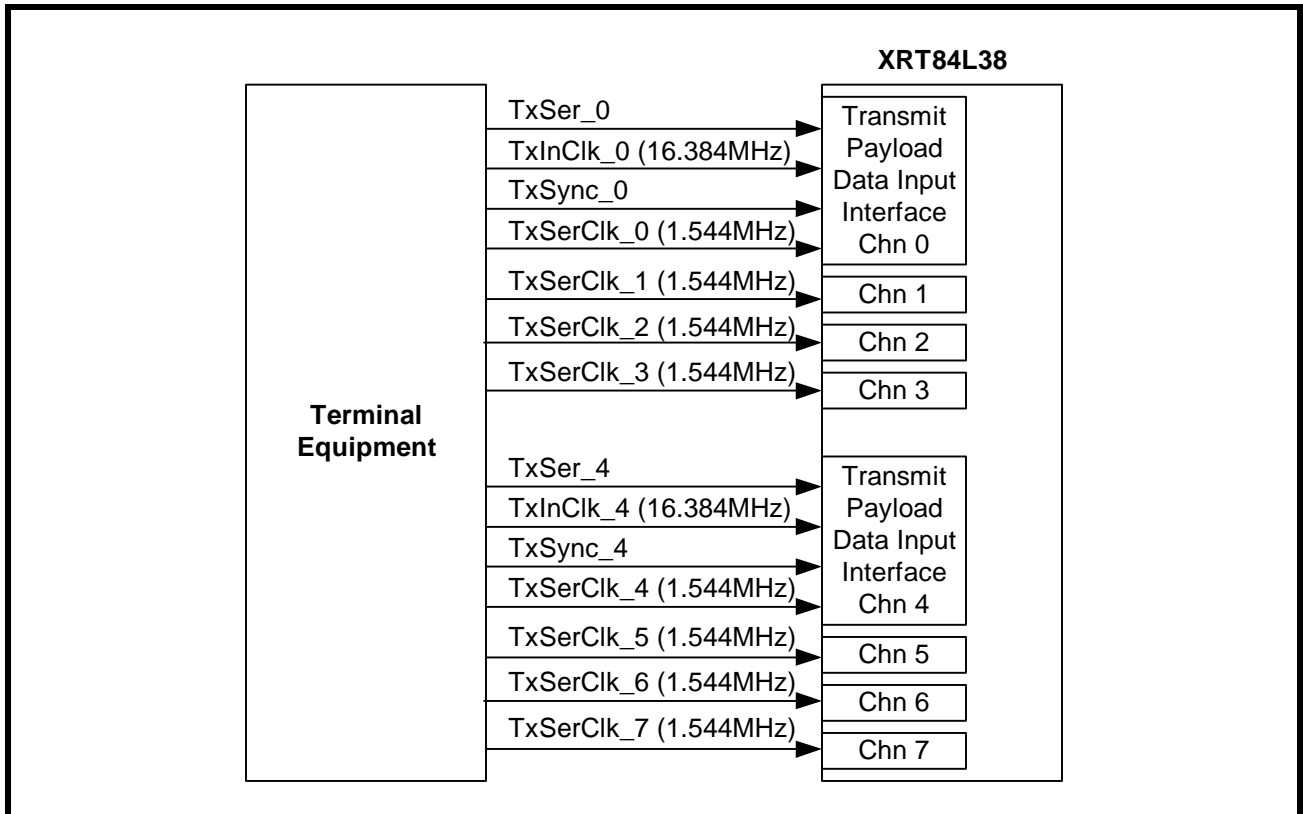 XRT84L38
Terminal
Equipment
TxSer_0
TxInClk_0 (16.384MHz)
TxSync_0
TxSerClk_0 (1.544MHz)
TxSerClk_1 (1.544MHz)
TxSerClk_2 (1.544MHz)
TxSerClk_3 (1.544MHz)
TxSer_4
TxInClk_4 (16.384MHz)
TxSync_4
TxSerClk_4 (1.544MHz)
TxSerClk_5 (1.544MHz)
TxSerClk_6 (1.544MHz)
TxSerClk_7 (1.544MHz)
Transmit
Payload
Data Input
Interface
Chn 0
Chn 1
Chn 2
Chn 3
Transmit
Payload
Data Input
Interface
Chn 4
Chn 5
Chn 6
Chn 7